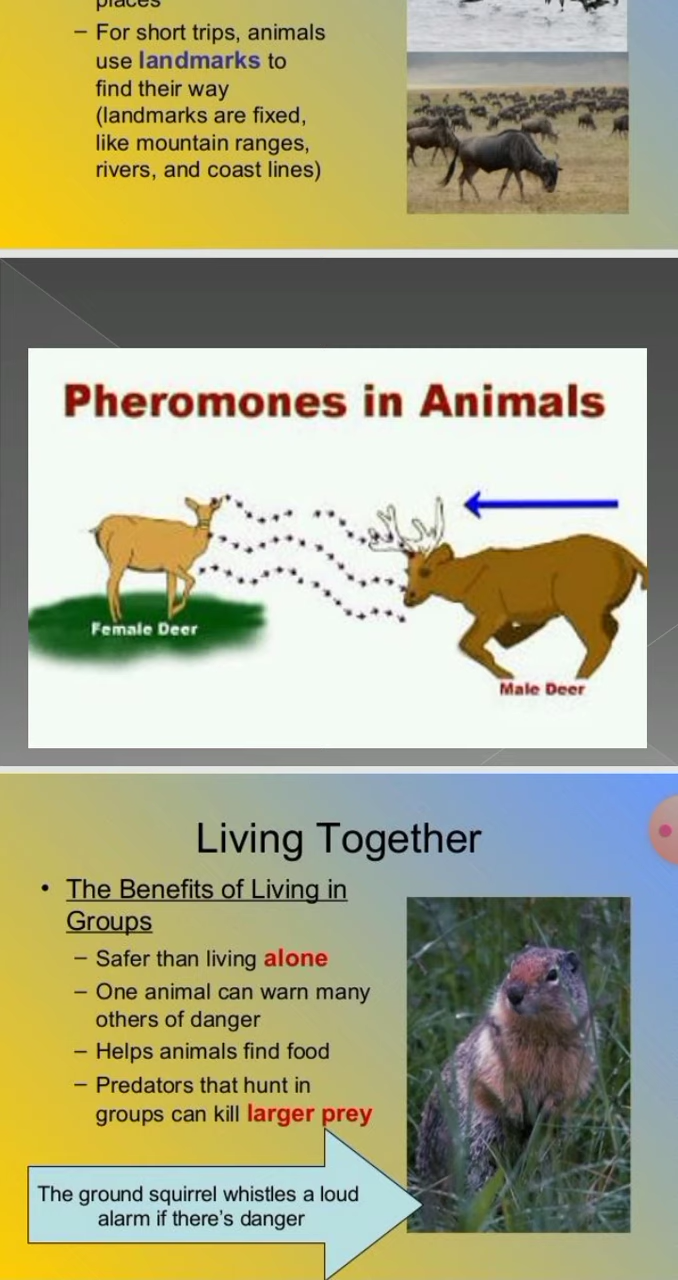 places
– For short trips, animals
use landmarks to
find their way
(landmarks are fixed,
like mountain ranges,
rivers, and coast lines)
Pheromones in Animals
Female Deer
Male Deer
Living Together
• The Benefits of Living in
Groups
– Safer than living alone
– One animal can warn many
others of danger
– Helps animals find food
– Predators that hunt in
groups can kill larger prey
The ground squirrel whistles a loud
alarm if there's danger